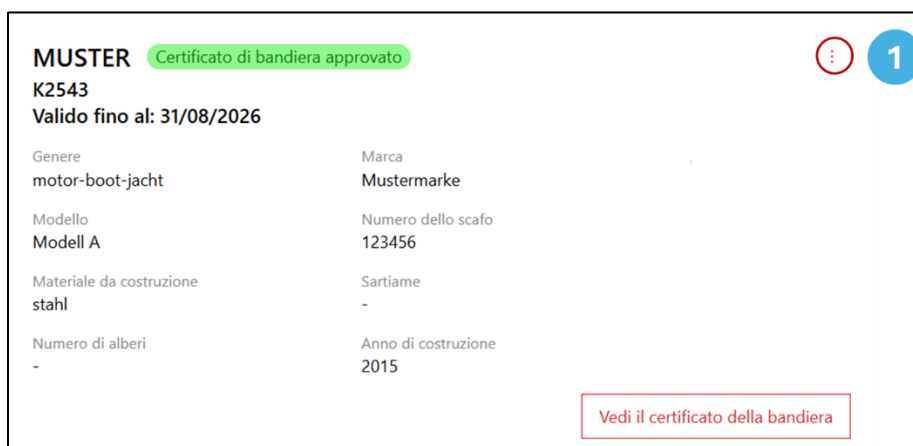 MUSTER Certificato di bandiera approvato
1
K2543
Valido fino al: 31/08/2026
Genere Marca
motor-boot-jacht Mustermarke
Modello Numero dello scafo
Modell A 123456
Materiale da costruzione Sartiame
stahl -
Numero di alberi Anno di costruzione
- 2015
Vedi il certificato della bandiera